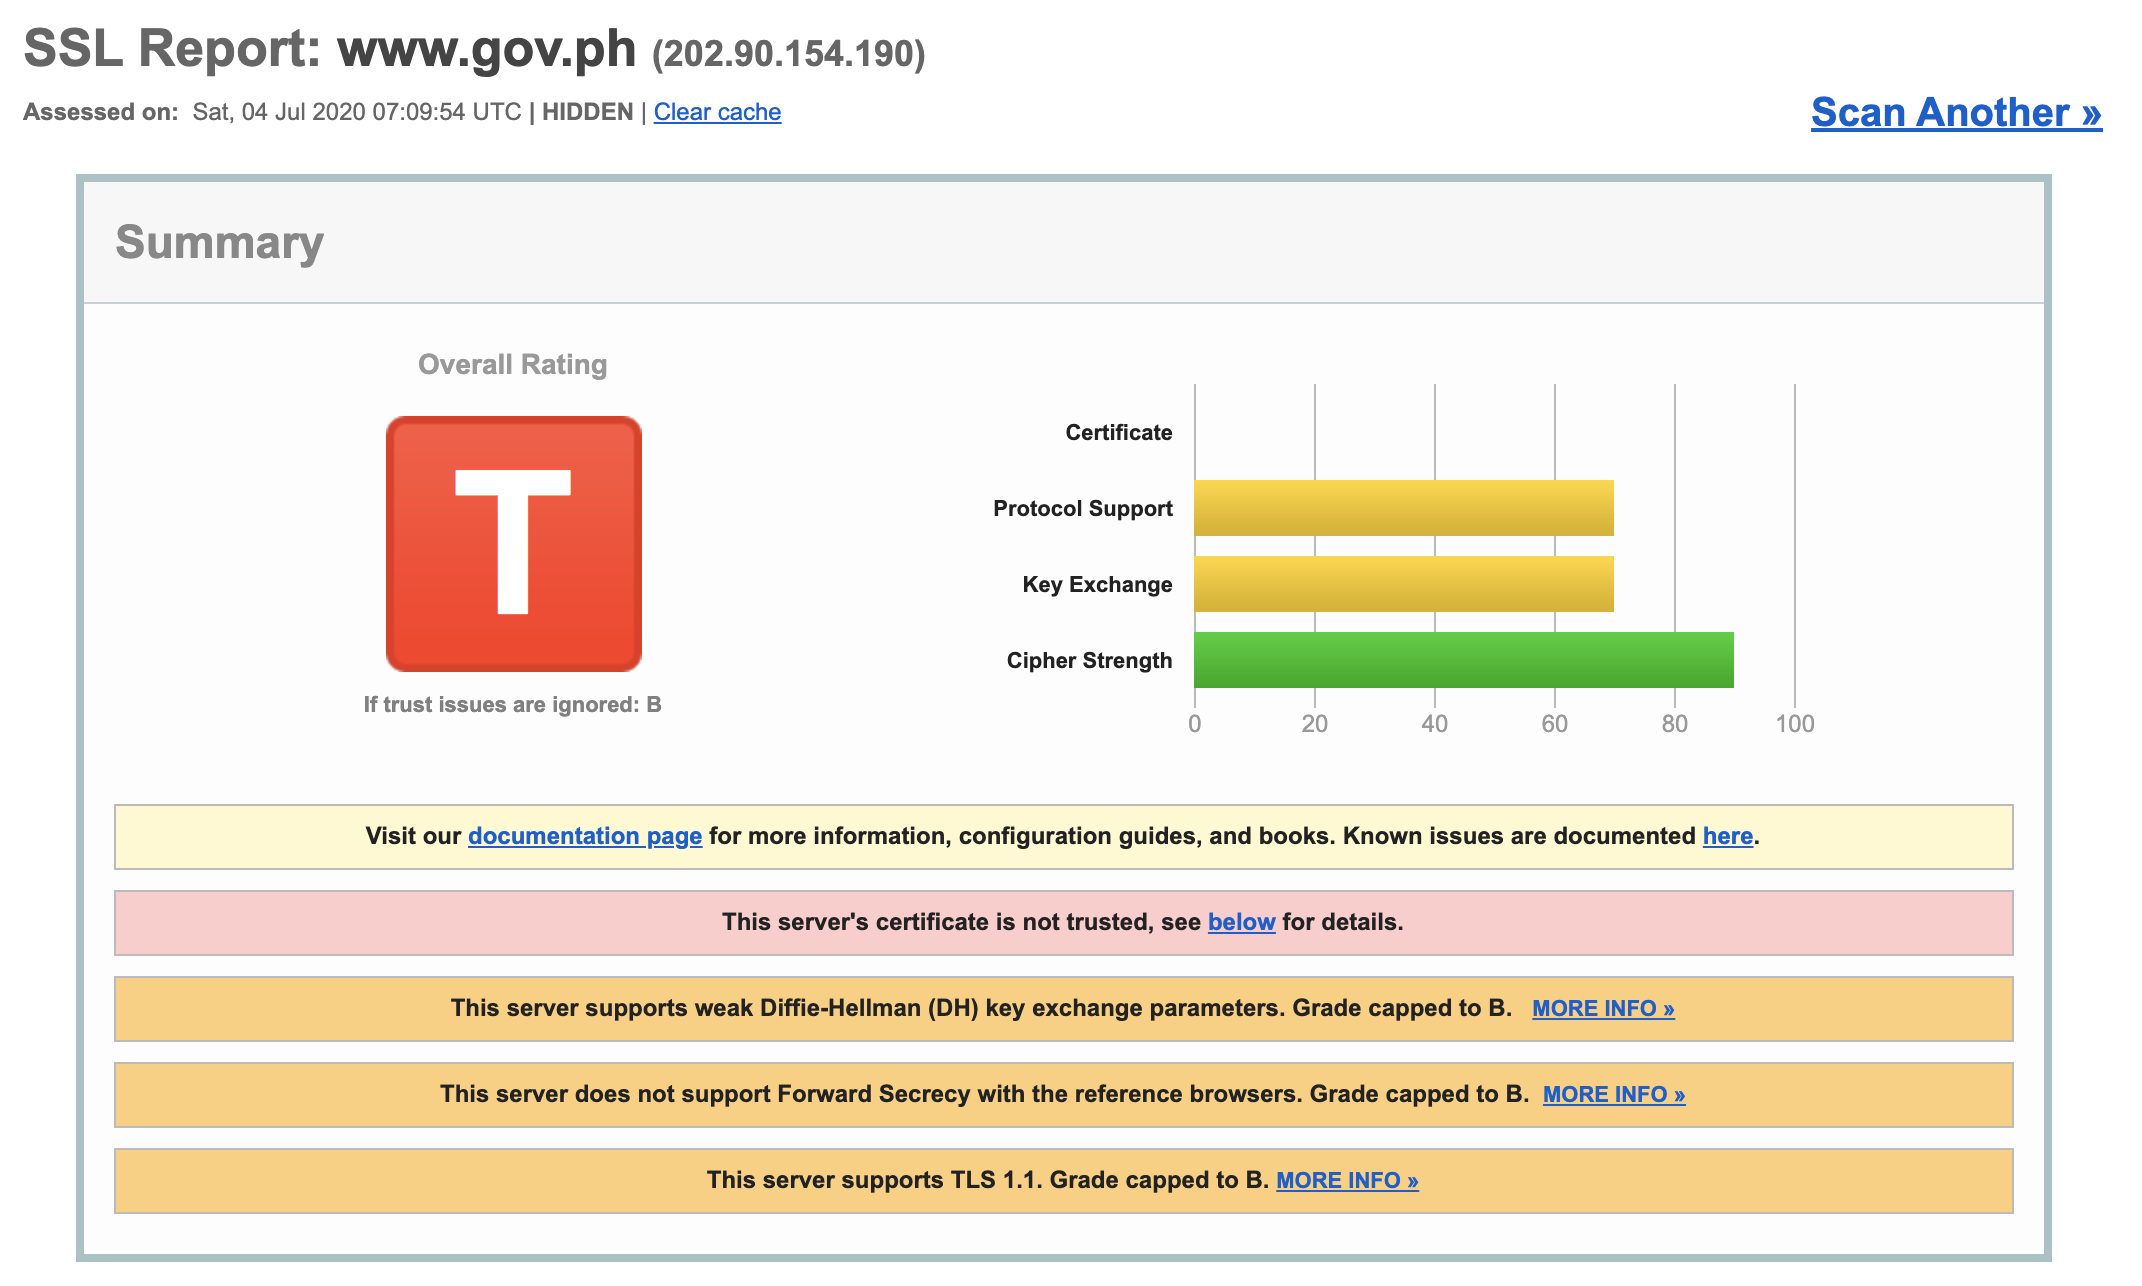 SSL Report: www.gov.ph (202.90.154.190)
Assessed on: Sat, 04 Jul 2020 07:09:54 UTC | HIDDEN | Clear cache
Scan Another »
Summary
Overall Rating
T
If trust issues are ignored: B
Certificate
Protocol Support
Key Exchange
Cipher Strength
0 20 40 60 80 100
Visit our documentation page for more information, configuration guides, and books. Known issues are documented here.
This server's certificate is not trusted, see below for details.
This server supports weak Diffie-Hellman (DH) key exchange parameters. Grade capped to B. MORE INFO »
This server does not support Forward Secrecy with the reference browsers. Grade capped to B. MORE INFO »
This server supports TLS 1.1. Grade capped to B. MORE INFO »